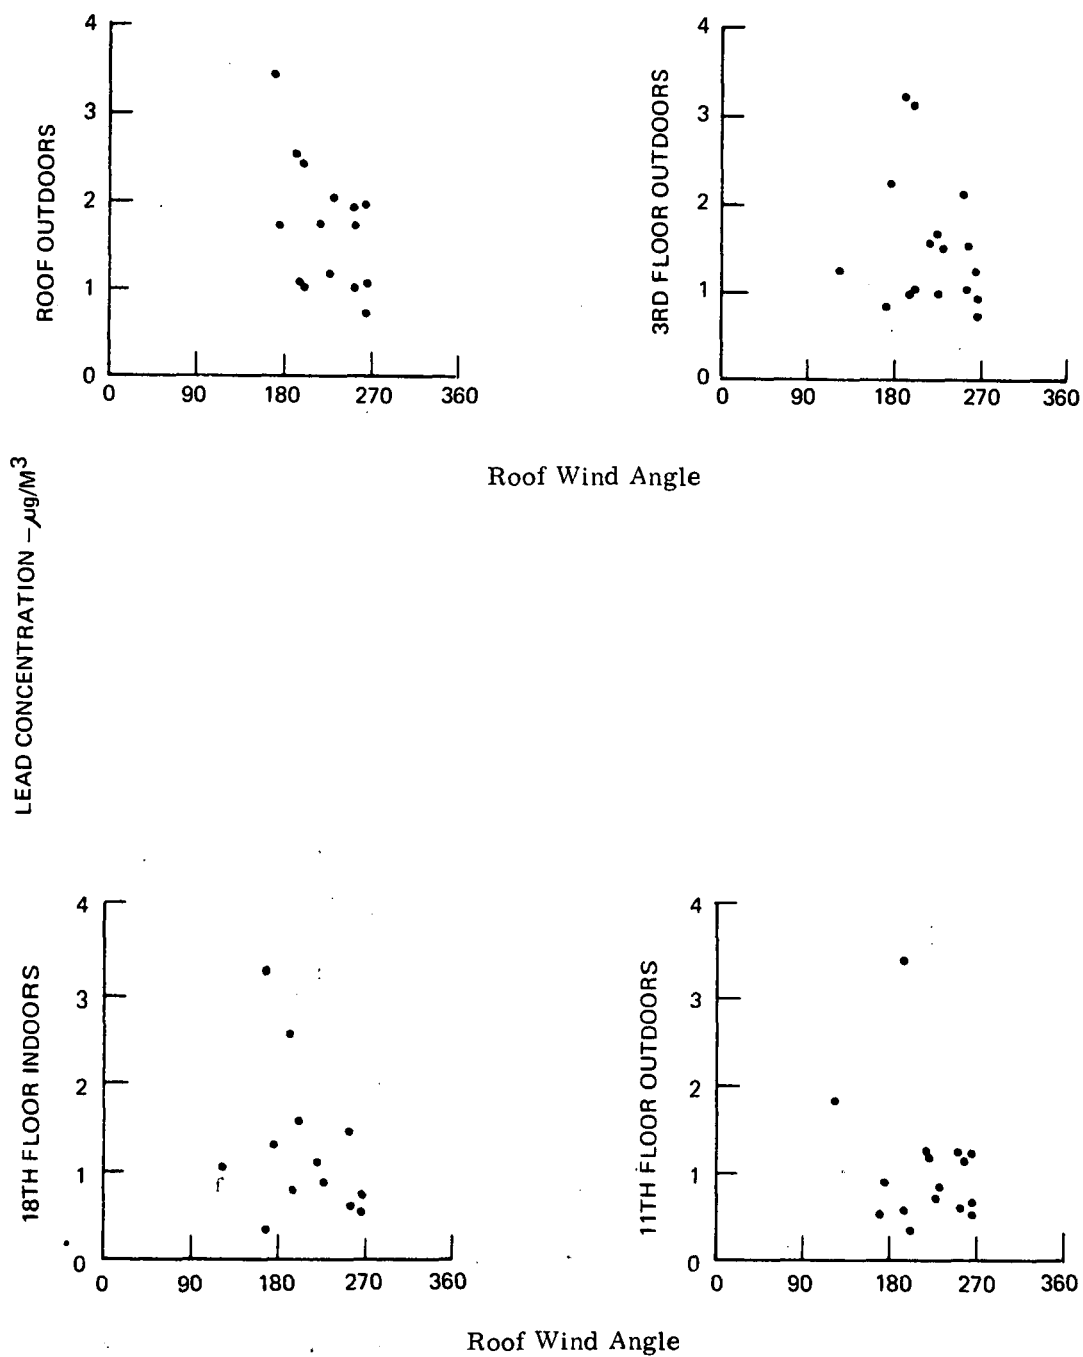 ROOF OUTDOORS
4
3
2
1
0
0 90 180 270 360
3RD FLOOR OUTDOORS
4
3
2
1
0
0 90 180 270 360
Roof Wind Angle
LEAD CONCENTRATION – µg/M³
18TH FLOOR INDOORS
4
3
2
1
0
0 90 180 270 360
11TH FLOOR OUTDOORS
4
3
2
1
0
0 90 180 270 360
Roof Wind Angle